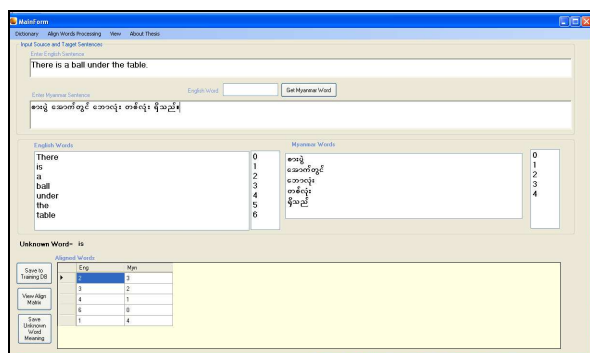 MainForm
Dictionary Align Words Processing View About Thesis
Input Source and Target Sentences
Enter English Sentence
There is a ball under the table.
English Word
Get Myanmar Word
Enter Myanmar Sentence
စားပွဲ အောက်တွင် ဘောလုံး တစ်လုံး ရှိသည်။
English Words
Myanmar Words
There 0
is 1
a 2
ball 3
under 4
the 5
table 6
စားပွဲ 0
အောက်တွင် 1
ဘောလုံး 2
တစ်လုံး 3
ရှိသည် 4
Unknown Word= is
Aligned Words
Save to Training DB
View Align Matrix
Save Unknown Word Meaning
Eng Myn
2 3
3 2
4 1
6 0
1 4